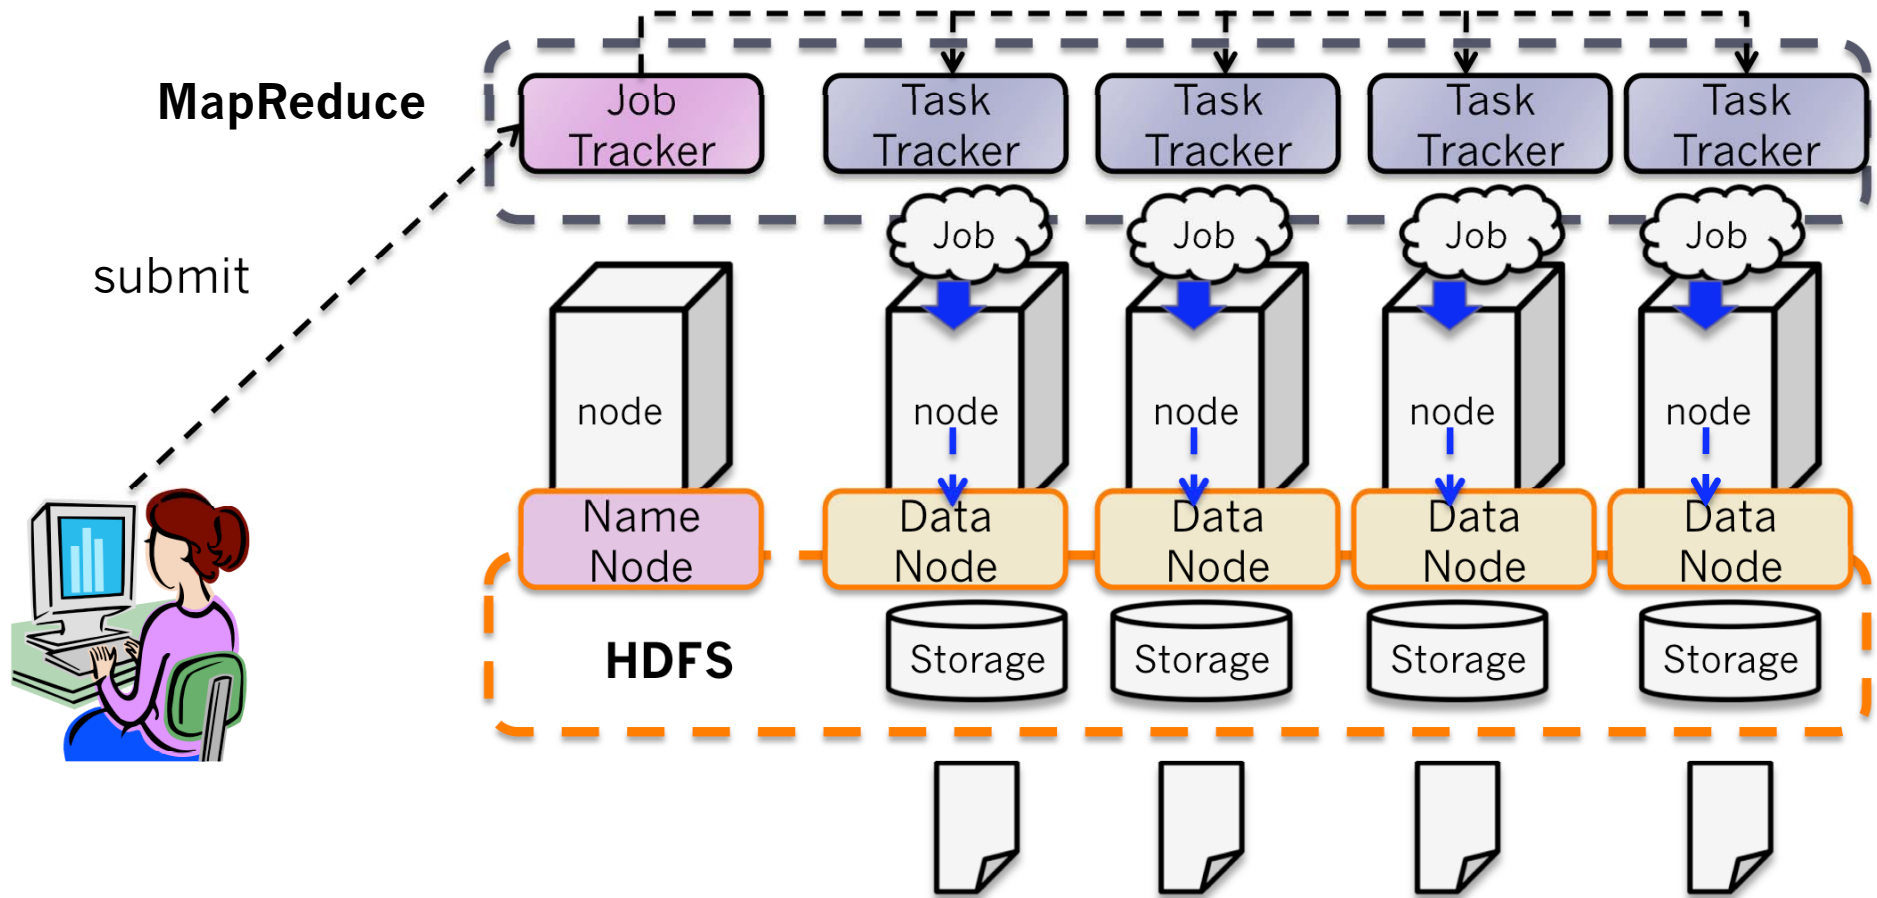 MapReduce
Job
Tracker
Task
Tracker
Task
Tracker
Task
Tracker
Task
Tracker
submit
Job
Job
Job
Job
node
node
node
node
node
Name
Node
Data
Node
Data
Node
Data
Node
Data
Node
HDFS
Storage
Storage
Storage
Storage